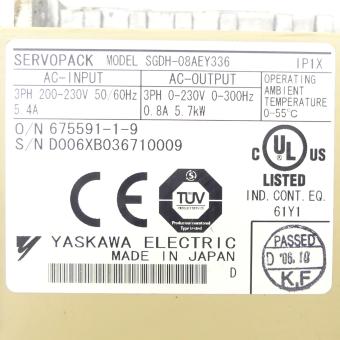 SERVOPACK MODEL SGDH-08AEY336 IP1X
AC-INPUT AC-OUTPUT OPERATING AMBIENT TEMPERATURE 0-55°C
3PH 200-230V 50/60Hz 3PH 0-230V 0-300Hz
5.4A 0.8A 5.7kW
O/N 675591-1-9
S/N D006XB036710009
CE TÜV
PRODUCT SERVICE
C UL US
LISTED
IND. CONT. EQ.
61Y1
YASKAWA ELECTRIC
MADE IN JAPAN
D
PASSED
D '06.10
K.F